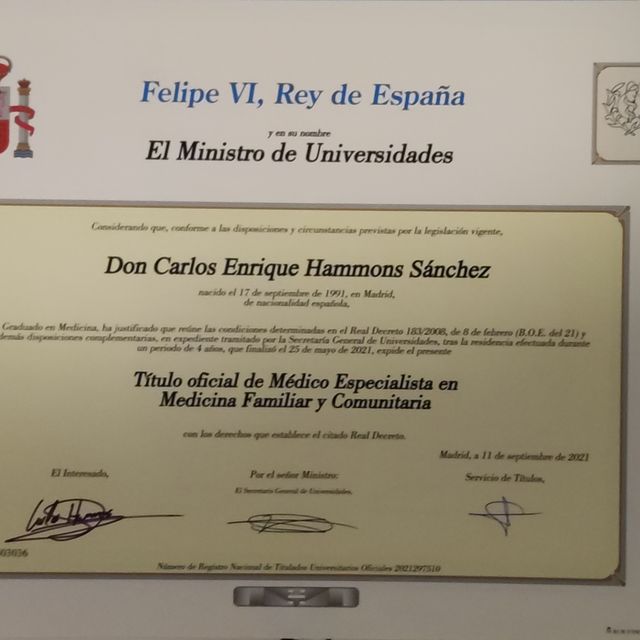 Felipe VI, Rey de España
y en su nombre
El Ministro de Universidades
Considerando que, conforme a las disposiciones y circunstancias previstas por la legislación vigente,
Don Carlos Enrique Hammons Sánchez
nacido el 17 de septiembre de 1991, en Madrid,
de nacionalidad española,
Graduado en Medicina, ha justificado que reúne las condiciones determinadas en el Real Decreto 183/2008, de 8 de febrero (B.O.E. del 21) y
demás disposiciones complementarias, en expediente tramitado por la Secretaría General de Universidades, tras la residencia efectuada durante
un periodo de 4 años, que finalizó el 25 de mayo de 2021, expide el presente
Título oficial de Médico Especialista en
Medicina Familiar y Comunitaria
con los derechos que establece el citado Real Decreto.
Madrid, a 11 de septiembre de 2021
El Interesado,
Por el señor Ministro:
Servicio de Títulos,
El Secretario General de Universidades,
03036
Número de Registro Nacional de Titulados Universitarios Oficiales 2021297510